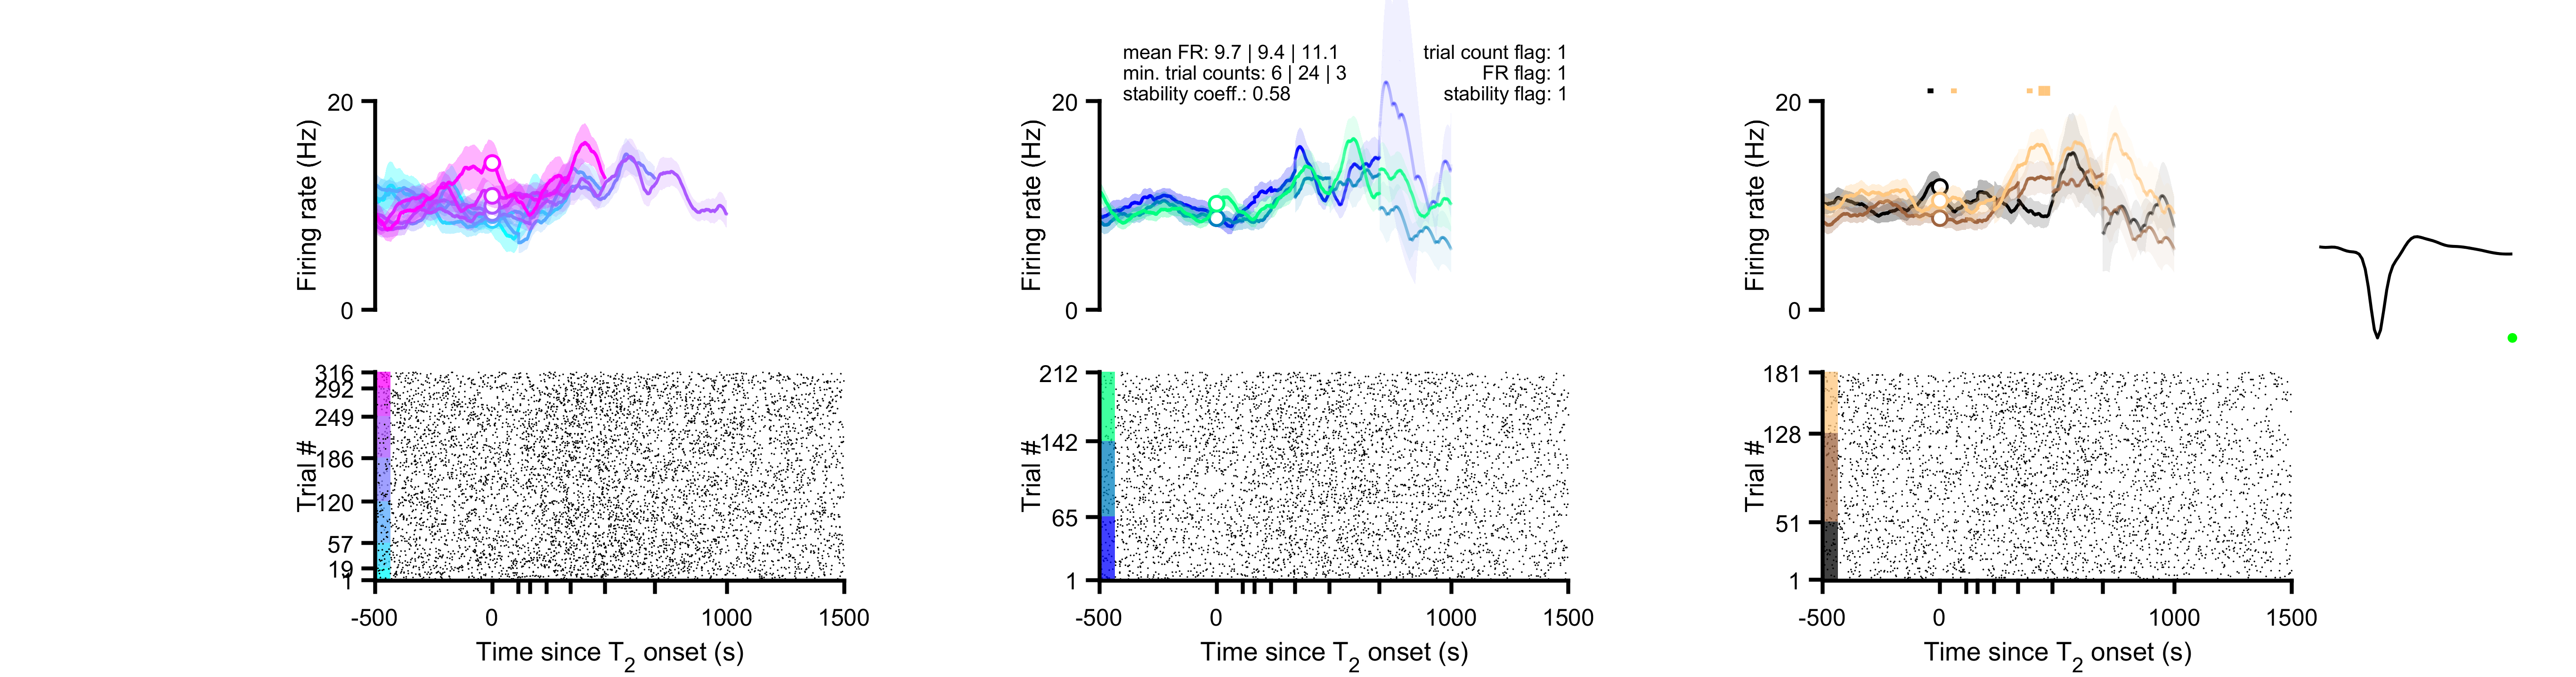 mean FR: 9.7 | 9.4 | 11.1
min. trial counts: 6 | 24 | 3
stability coeff.: 0.58
trial count flag: 1
FR flag: 1
stability flag: 1
Firing rate (Hz)
20
0
Firing rate (Hz)
20
0
Firing rate (Hz)
20
0
Trial #
316
292
249
186
120
57
19
1
-500
0
1000
1500
Time since T2 onset (s)
Trial #
212
142
65
1
-500
0
1000
1500
Time since T2 onset (s)
Trial #
181
128
51
1
-500
0
1000
1500
Time since T2 onset (s)